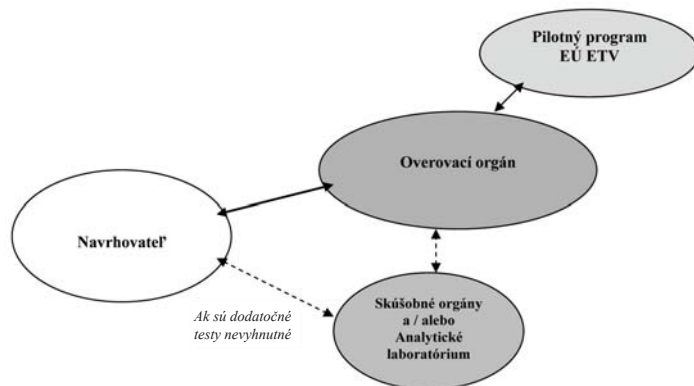 Pilotný program
EÚ ETV
Overovací orgán
Navrhovateľ
Ak sú dodatočné
testy nevyhnutné
Skúšobné orgány
a / alebo
Analytické
laboratórium